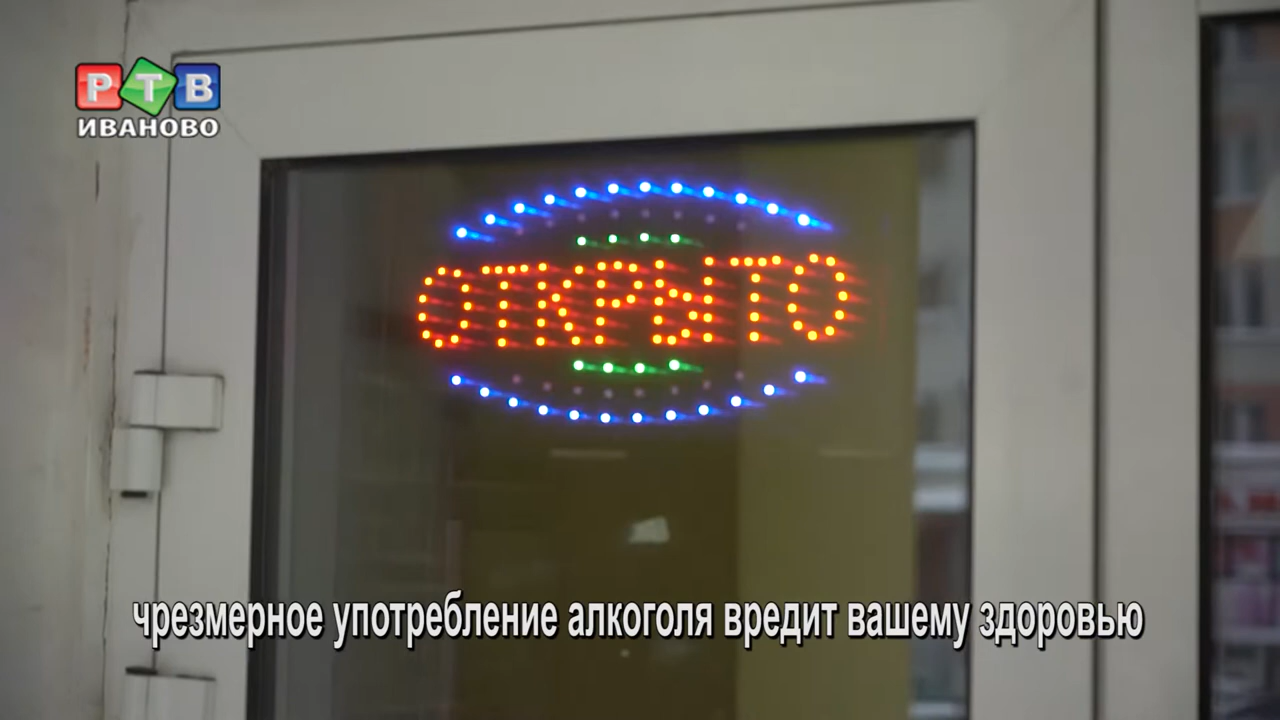 РТВ
ИВАНОВО
ОТКРЫТО
чрезмерное употребление алкоголя вредит вашему здоровью